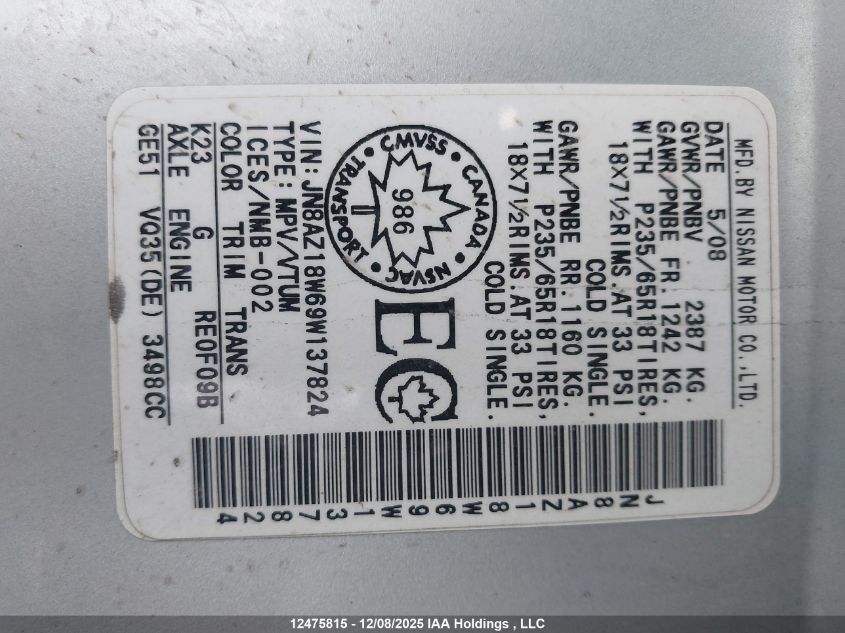 MFD.BY NISSAN MOTOR CO.,LTD.
DATE 5/08
GVWR/PNBV 2387 KG.
GAWR/PNBE FR. 1242 KG.
WITH P235/65R18TIRES,
18X7½RIMS.AT 33 PSI
COLD SINGLE.
GAWR/PNBE RR. 1160 KG.
WITH P235/65R18TIRES,
18X7½RIMS.AT 33 PSI
COLD SINGLE.
CMVSS • CANADA • NSVAC • TRANSPORT •
986
EC
VIN:JN8AZ18W69W137824
TYPE:MPV/VTUM
ICES/NMB-002
COLOR TRIM TRANS
K23 G RE0F09B
AXLE ENGINE
GE51 VQ35(DE) 3498CC
JN8AZ18W69W137824
12475815 - 12/08/2025 IAA Holdings , LLC